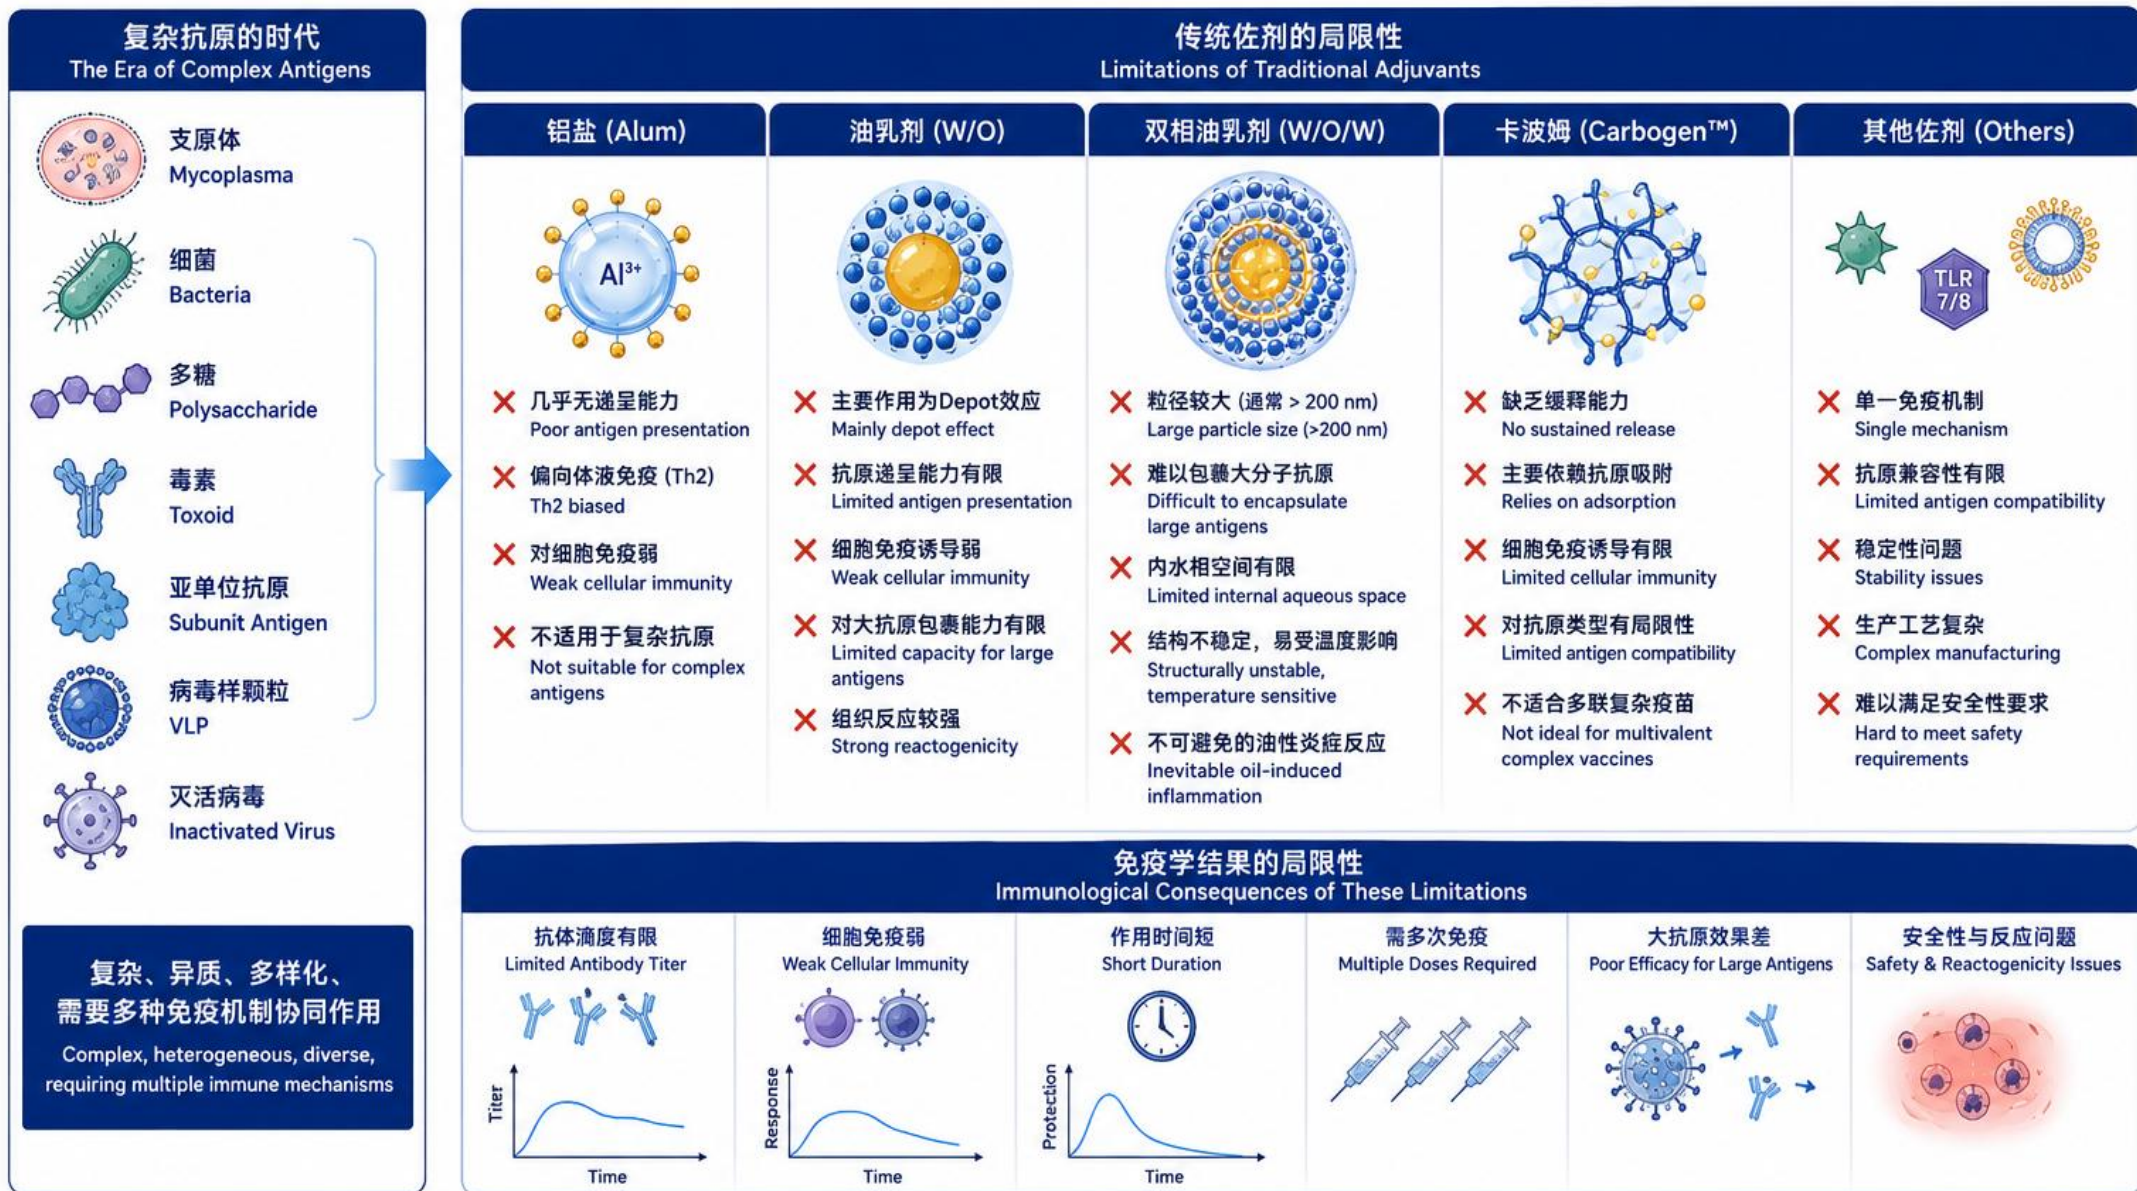 复杂抗原的时代
The Era of Complex Antigens
支原体
Mycoplasma
细菌
Bacteria
多糖
Polysaccharide
毒素
Toxoid
亚单位抗原
Subunit Antigen
病毒样颗粒
VLP
灭活病毒
Inactivated Virus
复杂、异质、多样化、
需要多种免疫机制协同作用
Complex, heterogeneous, diverse,
requiring multiple immune mechanisms
传统佐剂的局限性
Limitations of Traditional Adjuvants
铝盐 (Alum)
Al³⁺
几乎无递呈能力
Poor antigen presentation
偏向体液免疫 (Th2)
Th2 biased
对细胞免疫弱
Weak cellular immunity
不适用于复杂抗原
Not suitable for complex
antigens
油乳剂 (W/O)
主要作用为Depot效应
Mainly depot effect
抗原递呈能力有限
Limited antigen presentation
细胞免疫诱导弱
Weak cellular immunity
对大抗原包裹能力有限
Limited capacity for large
antigens
组织反应较强
Strong reactogenicity
双相油乳剂 (W/O/W)
粒径较大 (通常 > 200 nm)
Large particle size (>200 nm)
难以包裹大分子抗原
Difficult to encapsulate
large antigens
内水相空间有限
Limited internal aqueous space
结构不稳定，易受温度影响
Structurally unstable,
temperature sensitive
不可避免的油性炎症反应
Inevitable oil-induced
inflammation
卡波姆 (Carbogen™)
缺乏缓释能力
No sustained release
主要依赖抗原吸附
Relies on adsorption
细胞免疫诱导有限
Limited cellular immunity
对抗原类型有局限性
Limited antigen compatibility
不适合多联复杂疫苗
Not ideal for multivalent
complex vaccines
其他佐剂 (Others)
TLR
7/8
单一免疫机制
Single mechanism
抗原兼容性有限
Limited antigen compatibility
稳定性问题
Stability issues
生产工艺复杂
Complex manufacturing
难以满足安全性要求
Hard to meet safety
requirements
免疫学结果的局限性
Immunological Consequences of These Limitations
抗体滴度有限
Limited Antibody Titer
Titer
Time
细胞免疫弱
Weak Cellular Immunity
Response
Time
作用时间短
Short Duration
Protection
Time
需多次免疫
Multiple Doses Required
大抗原效果差
Poor Efficacy for Large Antigens
安全性与反应问题
Safety & Reactogenicity Issues